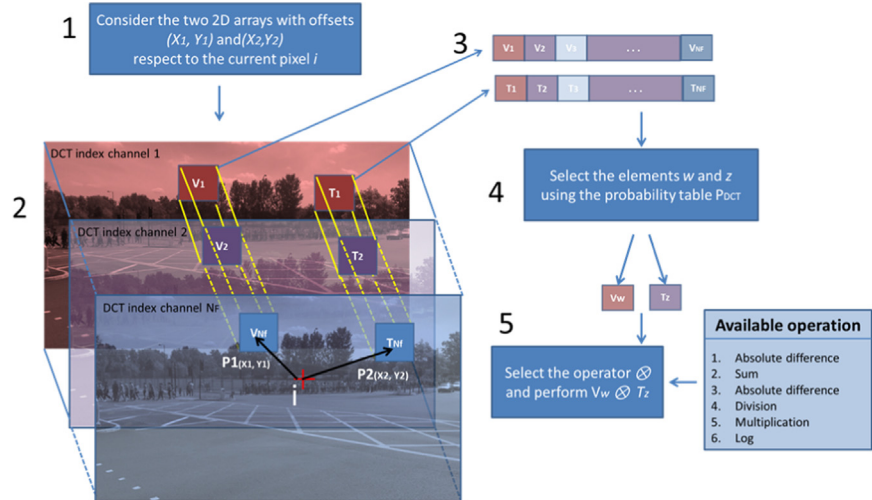 1
Consider the two 2D arrays with offsets
(X1, Y1) and(X2,Y2)
respect to the current pixel i
2
DCT index channel 1
V1
T1
DCT index channel 2
V2
T2
DCT index channel NF
VNf
TNf
P1(X1, Y1)
P2(X2, Y2)
i
3
V1 V2 V3 ... VNF
T1 T2 T3 ... TNF
4
Select the elements w and z
using the probability table PDCT
Vw Tz
5
Select the operator ⊗
and perform Vw ⊗ Tz
Available operation
1. Absolute difference
2. Sum
3. Absolute difference
4. Division
5. Multiplication
6. Log